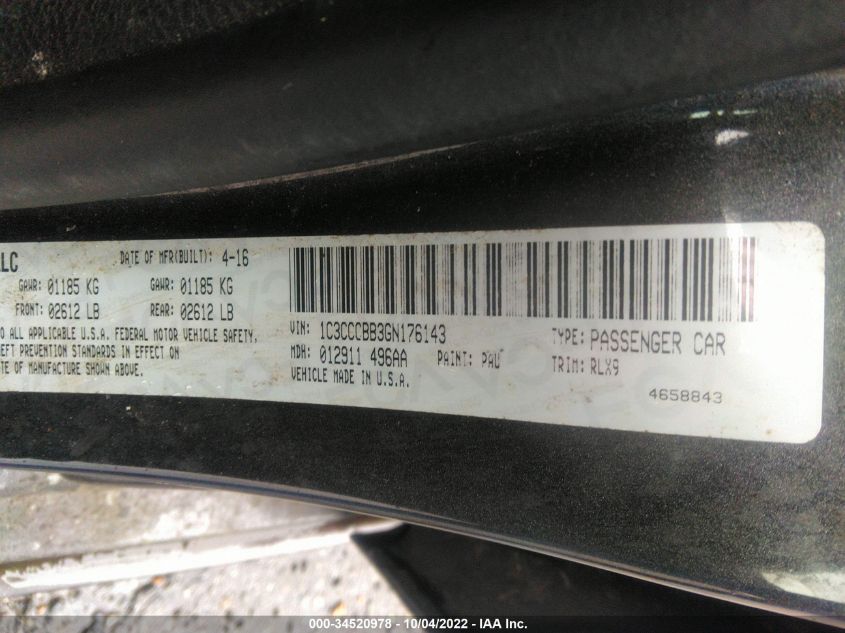 LC DATE OF MFR(BUILT): 4-16
GAWR: 01185 KG GAWR: 01185 KG
FRONT: 02612 LB REAR: 02612 LB
O ALL APPLICABLE U.S.A. FEDERAL MOTOR VEHICLE SAFETY,
EFT PREVENTION STANDARDS IN EFFECT ON
TE OF MANUFACTURE SHOWN ABOVE.
VIN: 1C3CCCBB3GN176143 TYPE: PASSENGER CAR
MDH: 012911 496AA PAINT: PAU TRIM: RLX9
VEHICLE MADE IN U.S.A. 4658843
000-34520978 - 10/04/2022 - IAA Inc.